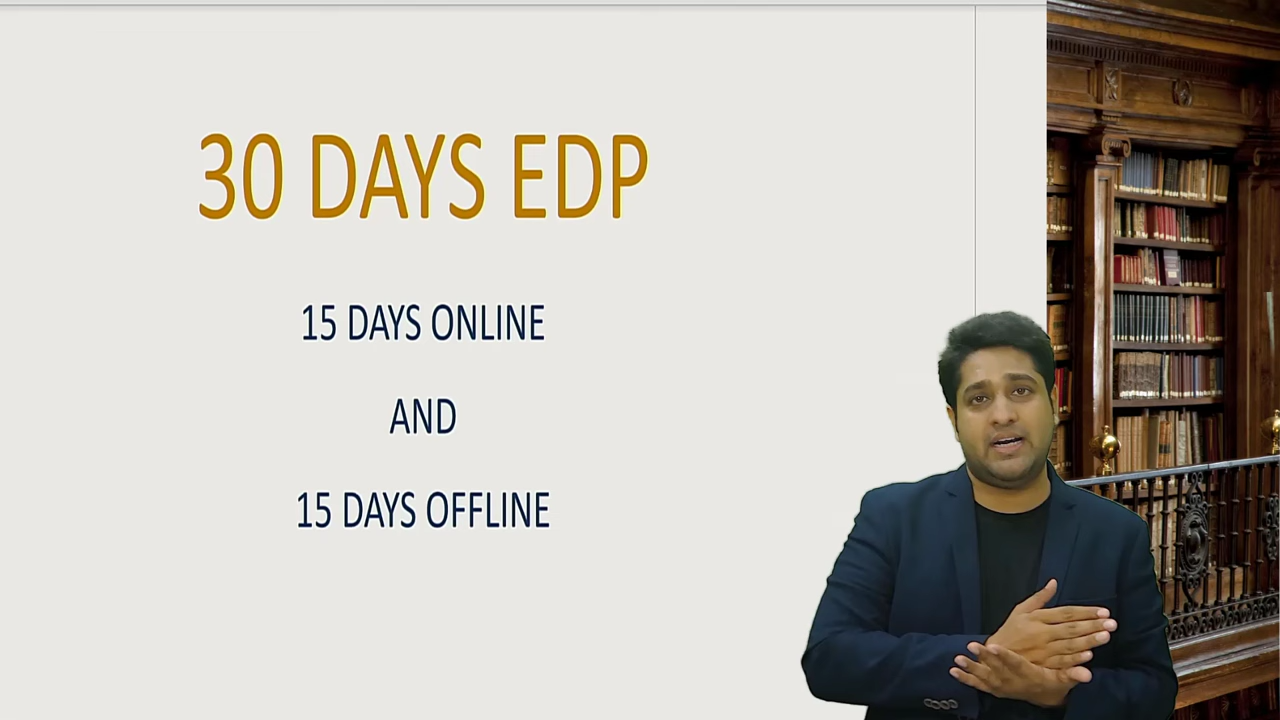 30 DAYS EDP
15 DAYS ONLINE
AND
15 DAYS OFFLINE